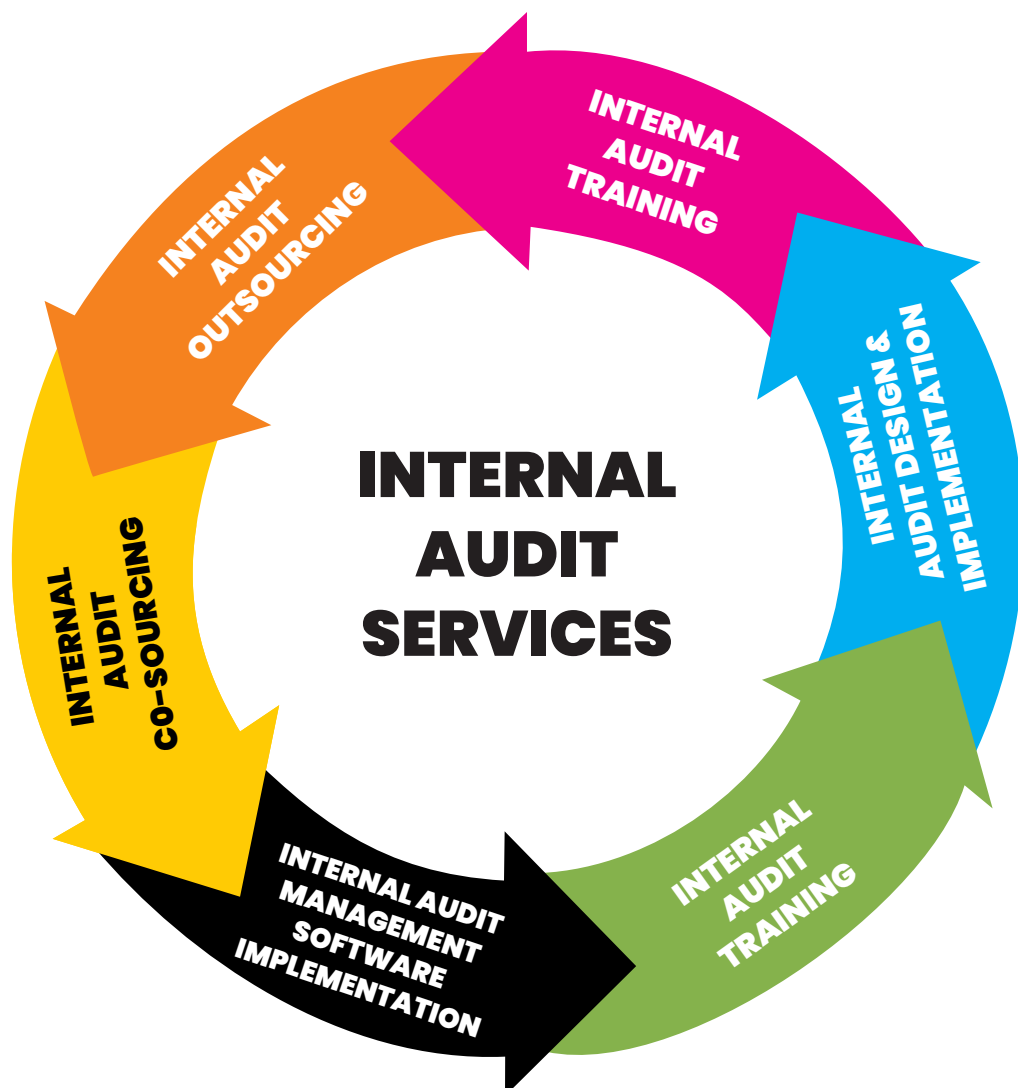 INTERNAL
AUDIT
TRAINING
INTERNAL
AUDIT
OUTSOURCING
INTERNAL
AUDIT DESIGN &
IMPLEMENTATION
INTERNAL
AUDIT
SERVICES
INTERNAL
AUDIT
CO-SOURCING
INTERNAL AUDIT
MANAGEMENT
SOFTWARE
IMPLEMENTATION
INTERNAL
AUDIT
TRAINING